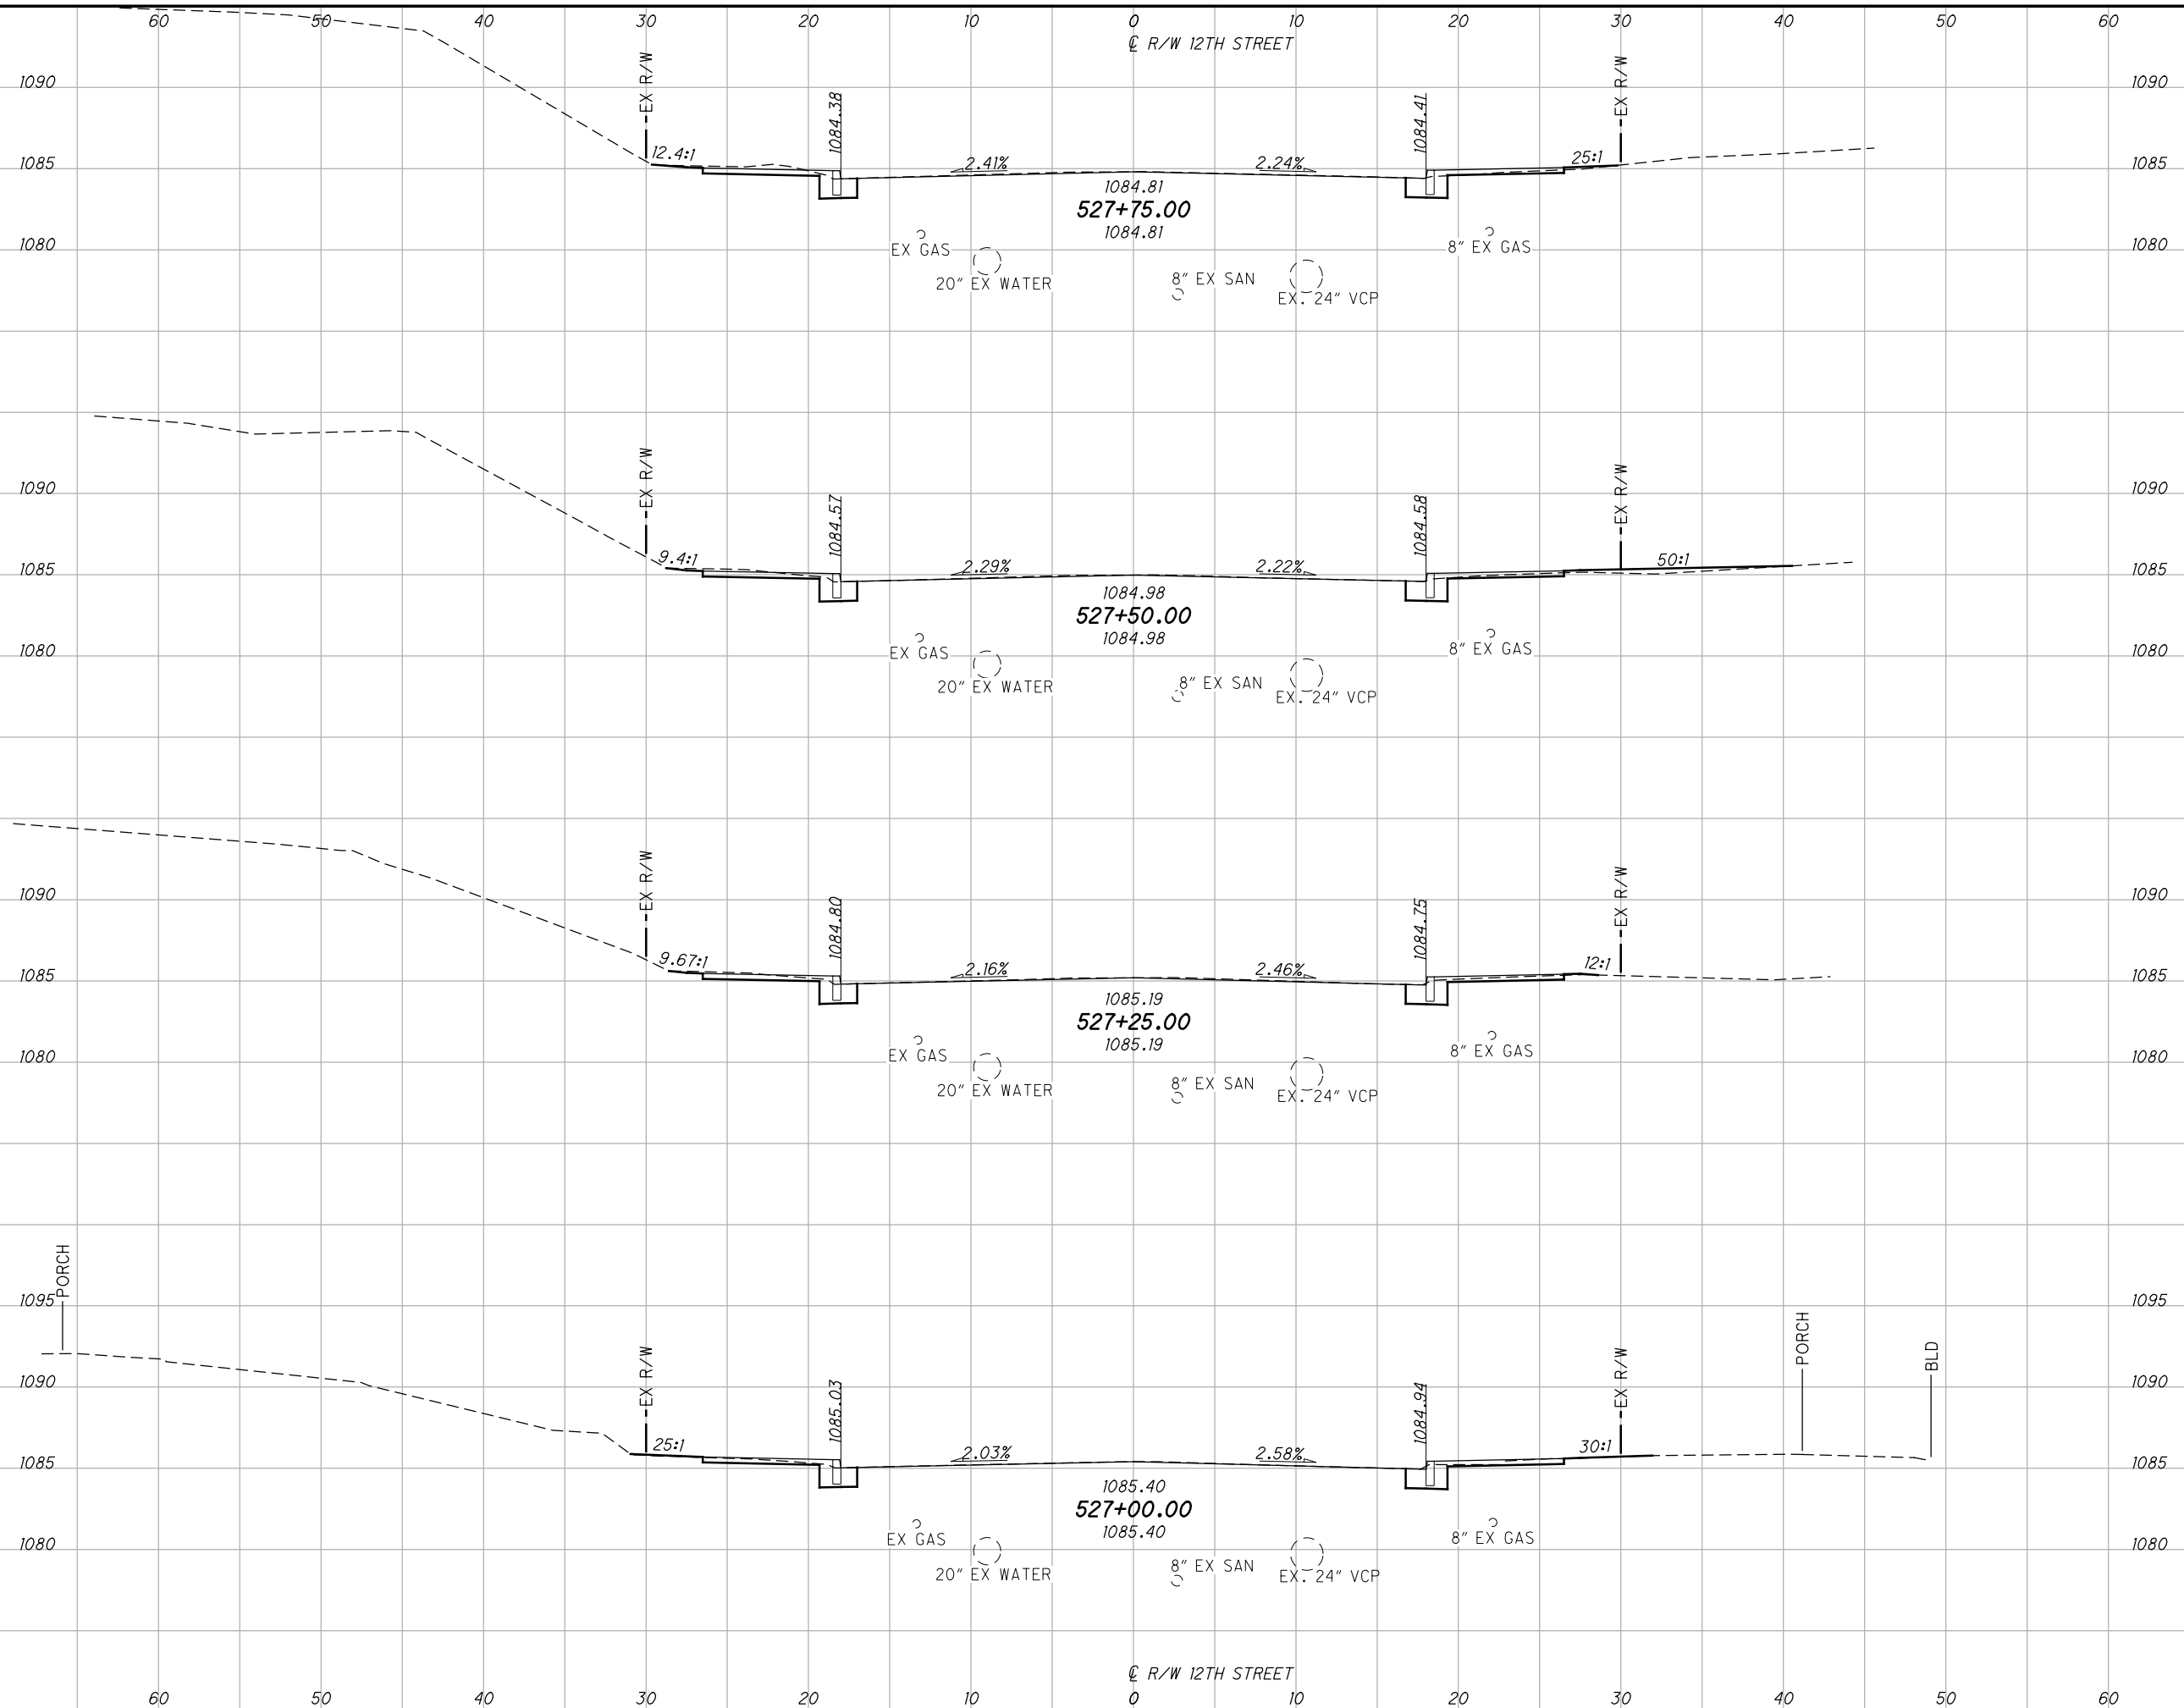 60 50 40 30 20 10 0 10 20 30 40 50 60
℄ R/W 12TH STREET
EX R/W
EX R/W
1090
1090
1084.38
1084.41
1085
12.4:1
2.41%
2.24%
25:1
1085
1084.81
527+75.00
1084.81
1080
EX GAS
8" EX GAS
1080
20" EX WATER
8" EX SAN
EX. 24" VCP
EX R/W
EX R/W
1090
1090
1084.57
1084.58
1085
9.4:1
2.29%
2.22%
50:1
1085
1084.98
527+50.00
1084.98
1080
EX GAS
8" EX GAS
1080
20" EX WATER
8" EX SAN
EX. 24" VCP
EX R/W
EX R/W
1090
1090
1084.80
1084.75
1085
9.67:1
2.16%
2.46%
12:1
1085
1085.19
527+25.00
1085.19
1080
EX GAS
8" EX GAS
1080
20" EX WATER
8" EX SAN
EX. 24" VCP
PORCH
1095
1095
PORCH
BLD
EX R/W
EX R/W
1090
1090
1085.03
1084.94
1085
25:1
2.03%
2.58%
30:1
1085
1085.40
527+00.00
1085.40
1080
EX GAS
8" EX GAS
1080
20" EX WATER
8" EX SAN
EX. 24" VCP
℄ R/W 12TH STREET
60 50 40 30 20 10 0 10 20 30 40 50 60